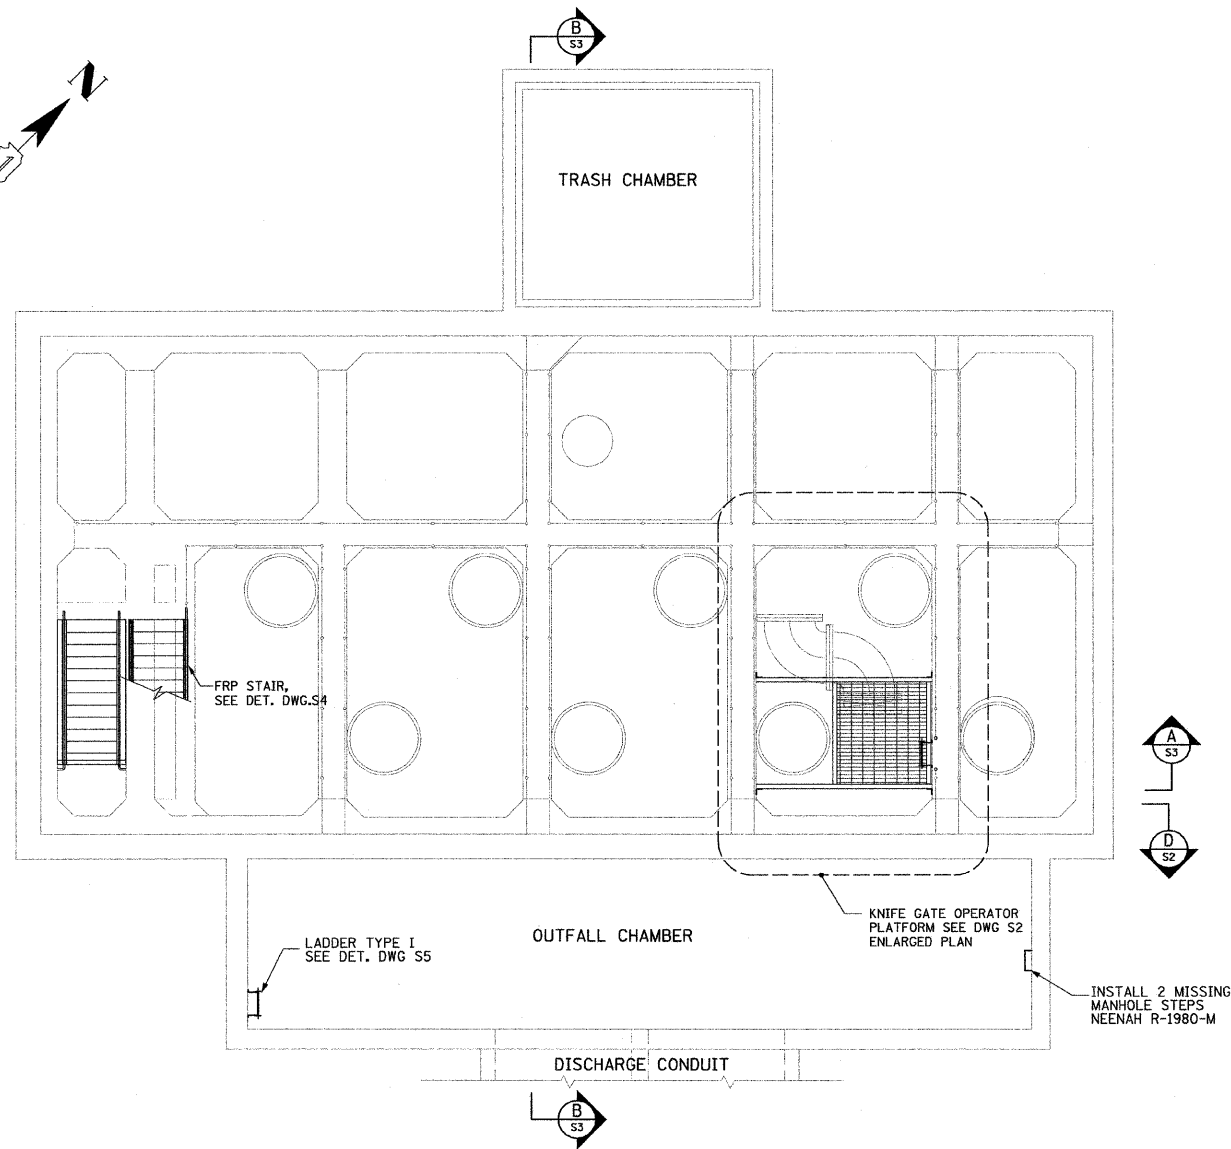 B
S3
N
TRASH CHAMBER
FRP STAIR,
SEE DET. DWG.S4
A
S3
D
S2
KNIFE GATE OPERATOR
PLATFORM SEE DWG S2
ENLARGED PLAN
OUTFALL CHAMBER
LADDER TYPE I
SEE DET. DWG S5
INSTALL 2 MISSING
MANHOLE STEPS
NEENAH R-1980-M
DISCHARGE CONDUIT
B
S3